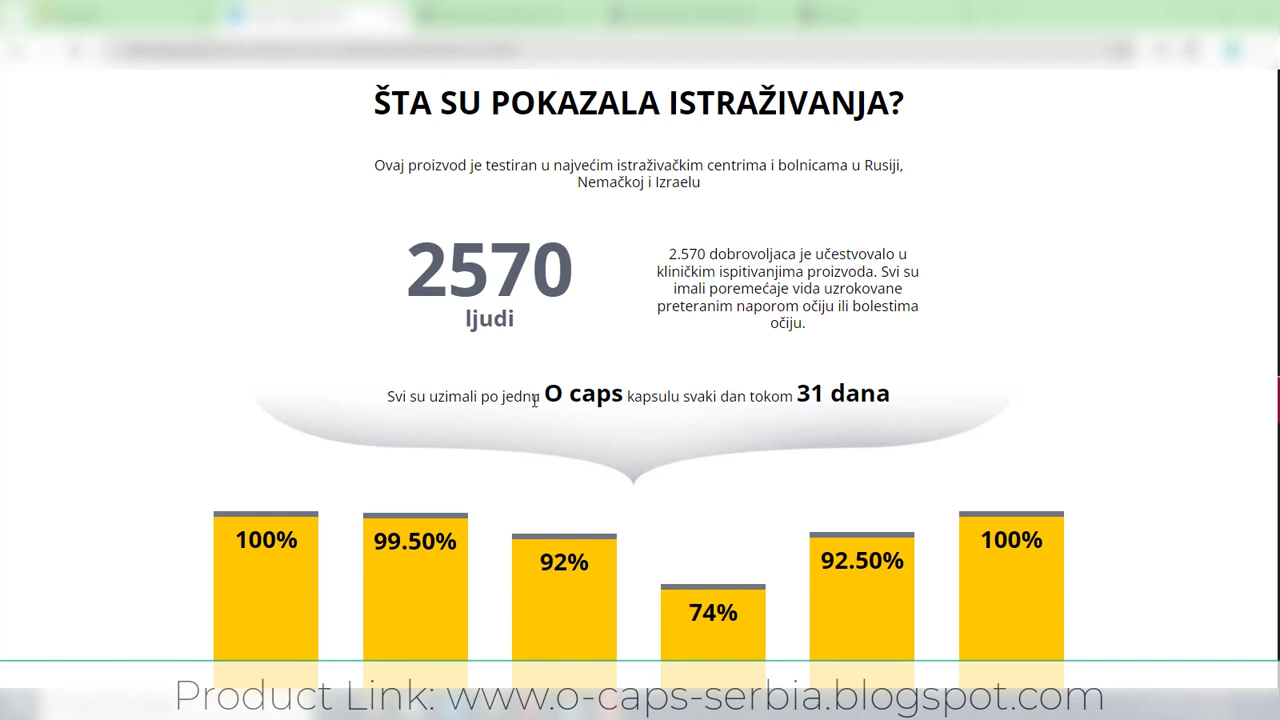 ŠTA SU POKAZALA ISTRAŽIVANJA?
Ovaj proizvod je testiran u najvećim istraživačkim centrima i bolnicama u Rusiji,
Nemačkoj i Izraelu
2570
ljudi
2.570 dobrovoljaca je učestvovalo u
kliničkim ispitivanjima proizvoda. Svi su
imali poremećaje vida uzrokovane
preteranim naporom očiju ili bolestima
očiju.
Svi su uzimali po jednu O caps kapsulu svaki dan tokom 31 dana
100%
99.50%
92%
74%
92.50%
100%
Product Link: www.o-caps-serbia.blogspot.com